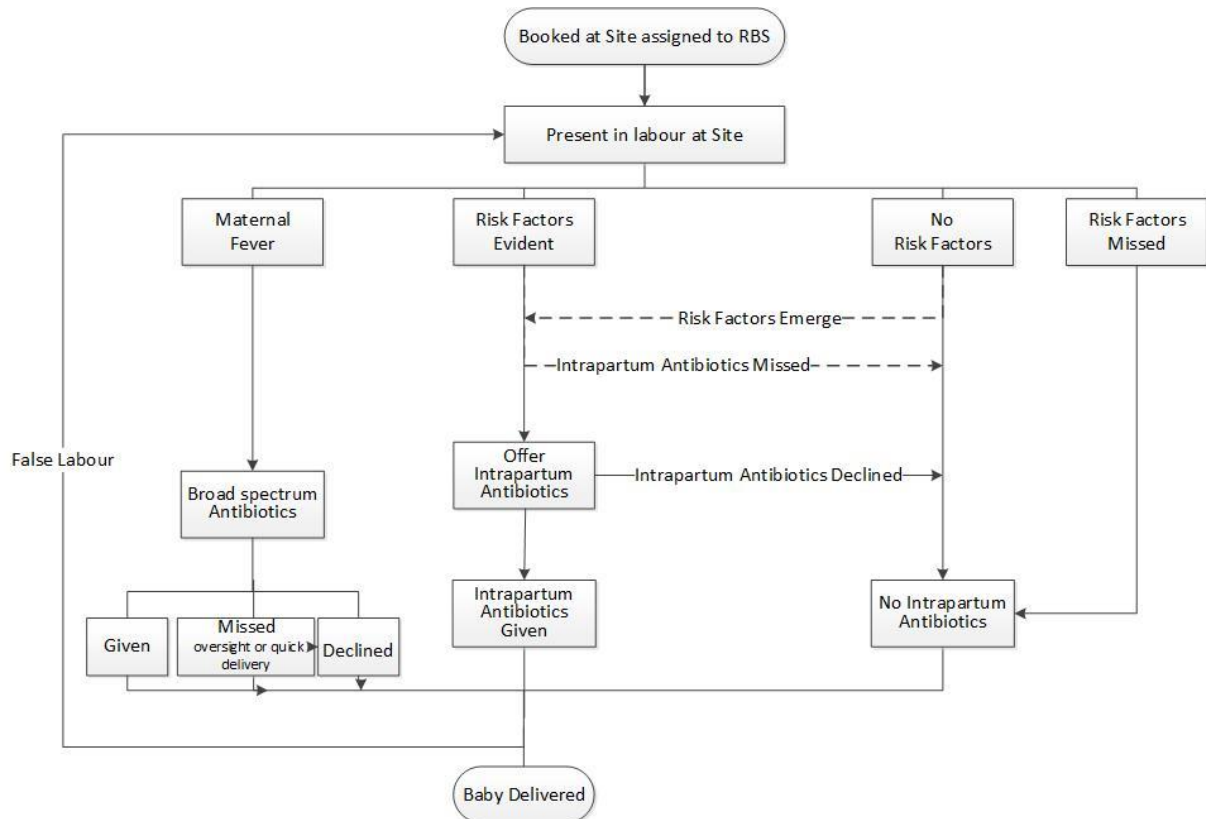 Booked at Site assigned to RBS
Present in labour at Site
Maternal
Fever
Risk Factors
Evident
No
Risk Factors
Risk Factors
Missed
Risk Factors Emerge
Intrapartum Antibiotics Missed
False Labour
Offer
Intrapartum
Antibiotics
Intrapartum Antibiotics Declined
Broad spectrum
Antibiotics
Given
Missed
oversight or quick
delivery
Declined
Intrapartum
Antibiotics
Given
No Intrapartum
Antibiotics
Baby Delivered